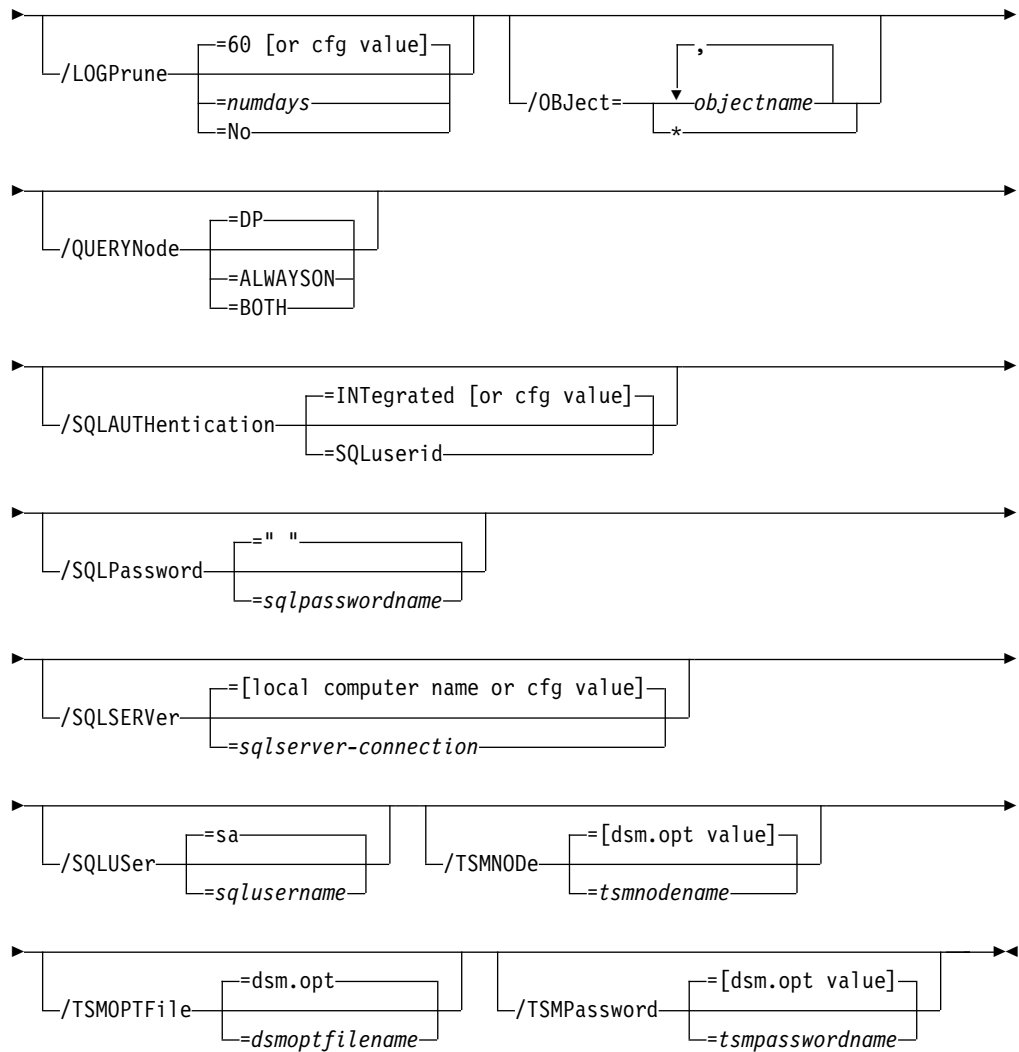 =60 [or cfg value]
,
/LOGPrune
=numdays
=No
/OBJect=
objectname
*
=DP
/QUERYNode
=ALWAYSON
=BOTH
=INTegrated [or cfg value]
/SQLAUTHentication
=SQLuserid
=" "
/SQLPassword
=sqlpasswordname
=[local computer name or cfg value]
/SQLSERVer
=sqlserver-connection
=sa
/SQLUSer
=sqlusername
=[dsm.opt value]
/TSMNODe
=tsmnodename
=dsm.opt
/TSMOPTFile
=dsmoptfilename
=[dsm.opt value]
/TSMPassword
=tsmpasswordname